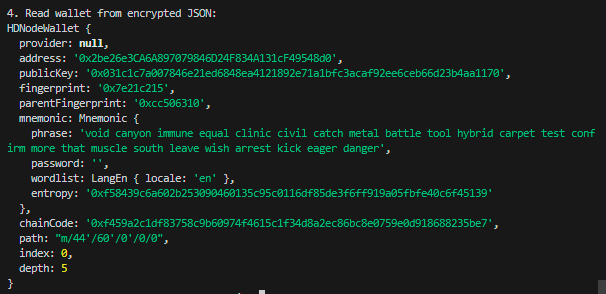 4. Read wallet from encrypted JSON:
HDNodeWallet {
  provider: null,
  address: '0x2be26e3CA6A897079846D24F834A131cF49548d0',
  publicKey: '0x031c1c7a007846e21ed6848ea4121892e71a1bfc3acaf92ee6ceb66d23b4aa1170',
  fingerprint: '0x7e21c215',
  parentFingerprint: '0xcc506310',
  mnemonic: Mnemonic {
    phrase: 'void canyon immune equal clinic civil catch metal battle tool hybrid carpet test conf
irm more that muscle south leave wish arrest kick eager danger',
    password: '',
    wordlist: LangEn { locale: 'en' },
    entropy: '0xf58439c6a602b253090460135c95c0116df85de3f6ff919a05fbfe40c6f45139'
  },
  chainCode: '0xf459a2c1df83758c9b60974f4615c1f34d8a2ec86bc8e0759e0d918688235be7',
  path: "m/44'/60'/0'/0/0",
  index: 0,
  depth: 5
}